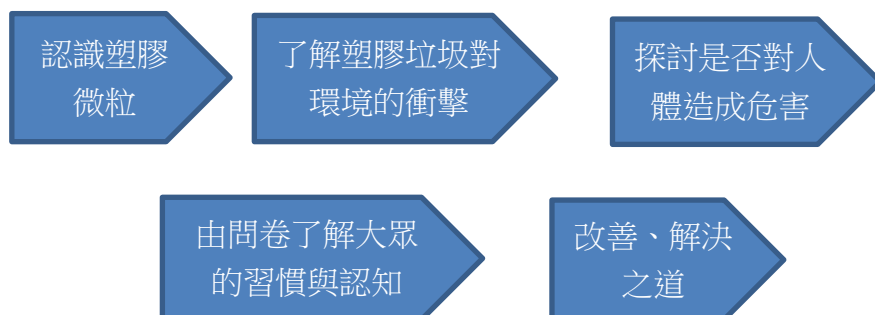 認識塑膠
微粒
了解塑膠垃圾對
環境的衝擊
探討是否對人
體造成危害
由問卷了解大眾
的習慣與認知
改善、解決
之道